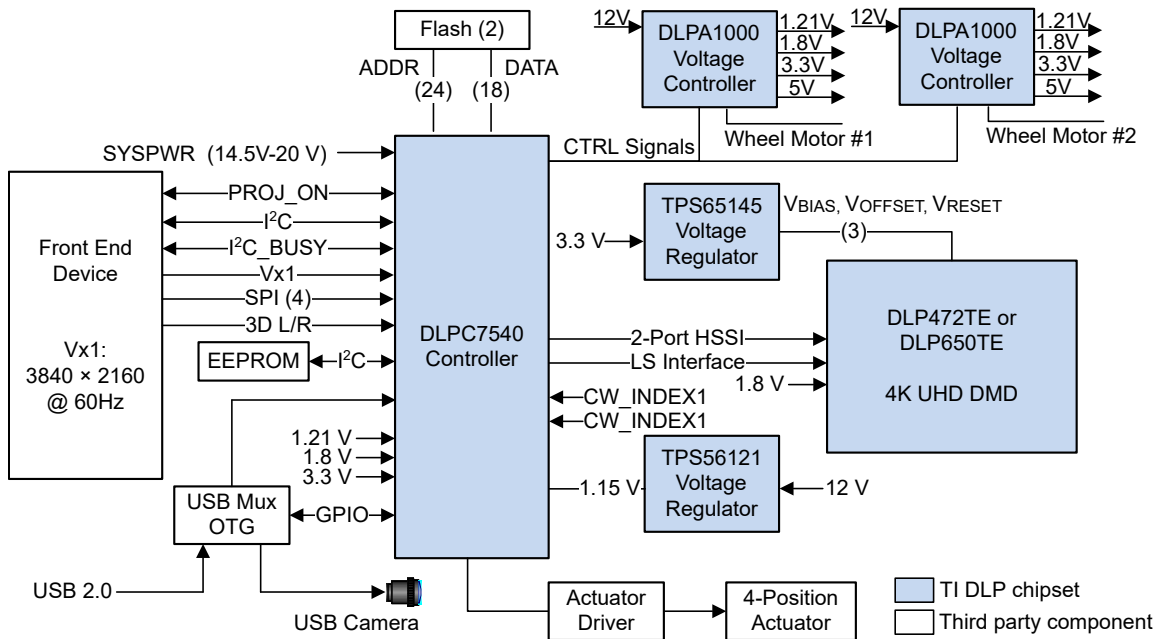 Flash (2)
ADDR
(24)
DATA
(18)
12V
DLPA1000
Voltage
Controller
1.21V
1.8V
3.3V
5V
Wheel Motor #1
12V
DLPA1000
Voltage
Controller
1.21V
1.8V
3.3V
5V
Wheel Motor #2
CTRL Signals
SYSPWR (14.5V-20 V)
Front End
Device
Vx1:
3840 × 2160
@ 60Hz
PROJ_ON
I²C
I²C_BUSY
Vx1
SPI (4)
3D L/R
EEPROM
I²C
1.21 V
1.8 V
3.3 V
USB Mux
OTG
GPIO
USB 2.0
USB Camera
DLPC7540
Controller
3.3 V
TPS65145
Voltage
Regulator
VBIAS, VOFFSET, VRESET
(3)
2-Port HSSI
LS Interface
1.8 V
DLP472TE or
DLP650TE
4K UHD DMD
CW_INDEX1
CW_INDEX1
1.15 V
TPS56121
Voltage
Regulator
12 V
Actuator
Driver
4-Position
Actuator
TI DLP chipset
Third party component